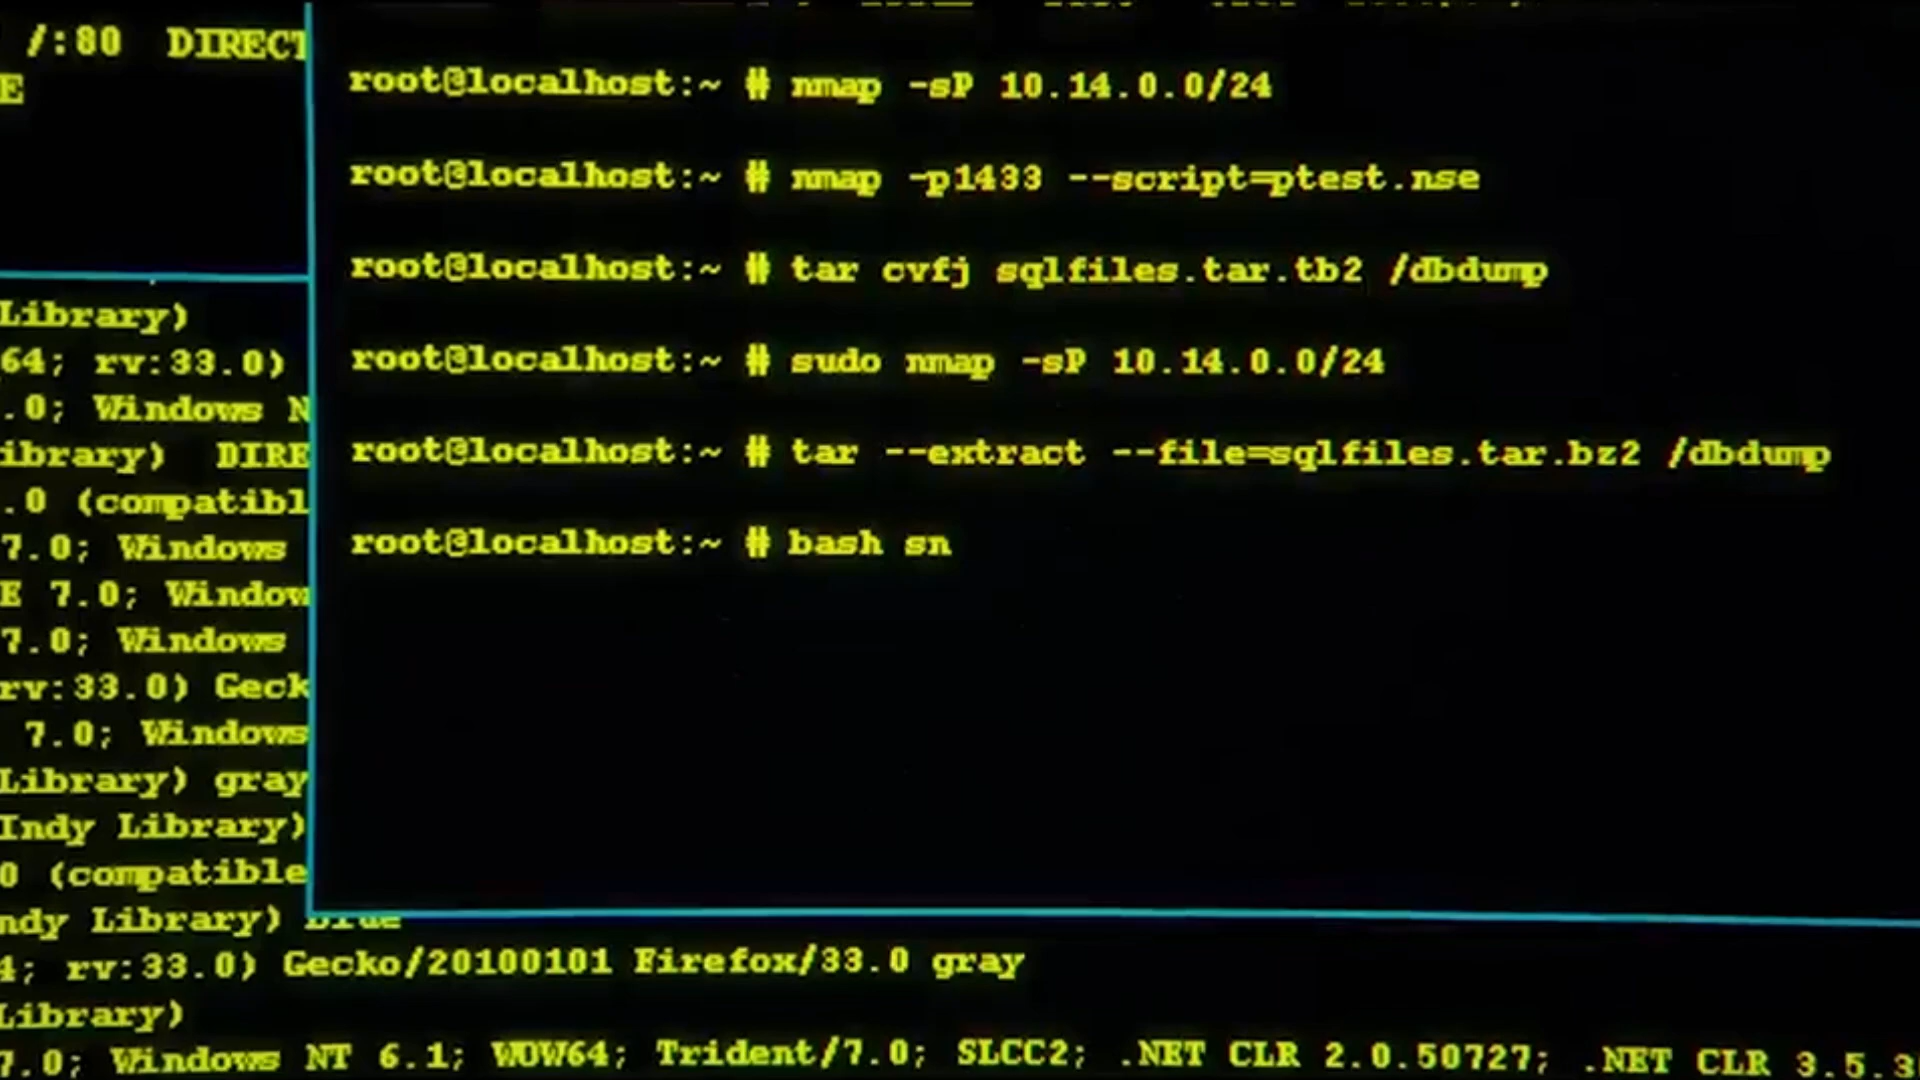 /:80 DIRECT
E
root@localhost:~ # nmap -sP 10.14.0.0/24
root@localhost:~ # nmap -p1433 --script=ptest.nse
root@localhost:~ # tar cvfj sqlfiles.tar.tb2 /dbdump
root@localhost:~ # sudo nmap -sP 10.14.0.0/24
root@localhost:~ # tar --extract --file=sqlfiles.tar.bz2 /dbdump
root@localhost:~ # bash sn
Library)
64; rv:33.0)
.0; Windows N
ibrary) DIRE
.0 (compatibl
7.0; Windows
E 7.0; Window
7.0; Windows
rv:33.0) Geck
7.0; Windows
Library) gray
Indy Library)
0 (compatible
ndy Library) blue
4; rv:33.0) Gecko/20100101 Firefox/33.0 gray
Library)
7.0; Windows NT 6.1; WOW64; Trident/7.0; SLCC2; .NET CLR 2.0.50727; .NET CLR 3.5.3